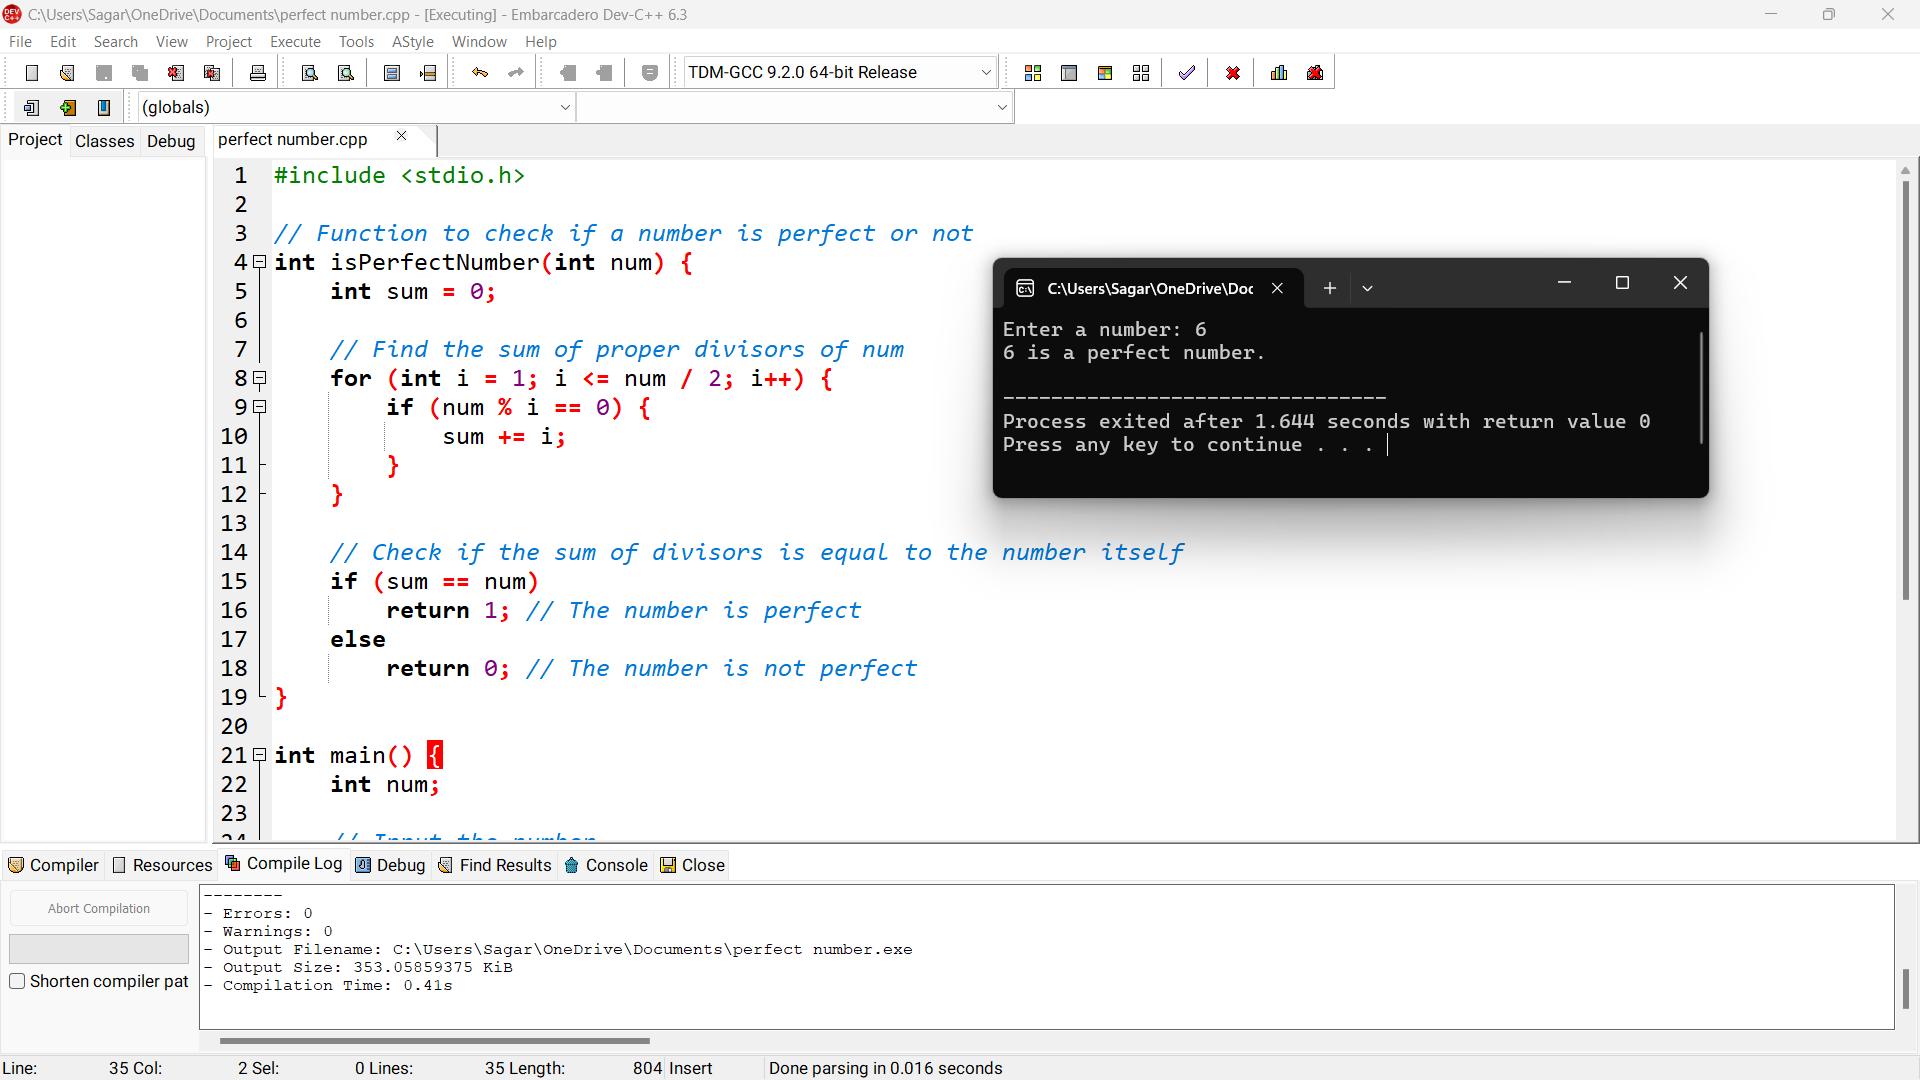 C:\Users\Sagar\OneDrive\Documents\perfect number.cpp - [Executing] - Embarcadero Dev-C++ 6.3
File Edit Search View Project Execute Tools AStyle Window Help
TDM-GCC 9.2.0 64-bit Release
(globals)
Project Classes Debug
perfect number.cpp
1 #include <stdio.h>
2
3 // Function to check if a number is perfect or not
4 int isPerfectNumber(int num) {
5 int sum = 0;
6
7 // Find the sum of proper divisors of num
8 for (int i = 1; i <= num / 2; i++) {
9 if (num % i == 0) {
10 sum += i;
11 }
12 }
13
14 // Check if the sum of divisors is equal to the number itself
15 if (sum == num)
16 return 1; // The number is perfect
17 else
18 return 0; // The number is not perfect
19 }
20
21 int main() {
22 int num;
23
24 // Input the number
C:\Users\Sagar\OneDrive\Doc
Enter a number: 6
6 is a perfect number.
--------------------------------
Process exited after 1.644 seconds with return value 0
Press any key to continue . . .
Compiler Resources Compile Log Debug Find Results Console Close
Abort Compilation
Shorten compiler pat
--------
- Errors: 0
- Warnings: 0
- Output Filename: C:\Users\Sagar\OneDrive\Documents\perfect number.exe
- Output Size: 353.05859375 KiB
- Compilation Time: 0.41s
Line: 35 Col: 2 Sel: 0 Lines: 35 Length: 804 Insert Done parsing in 0.016 seconds